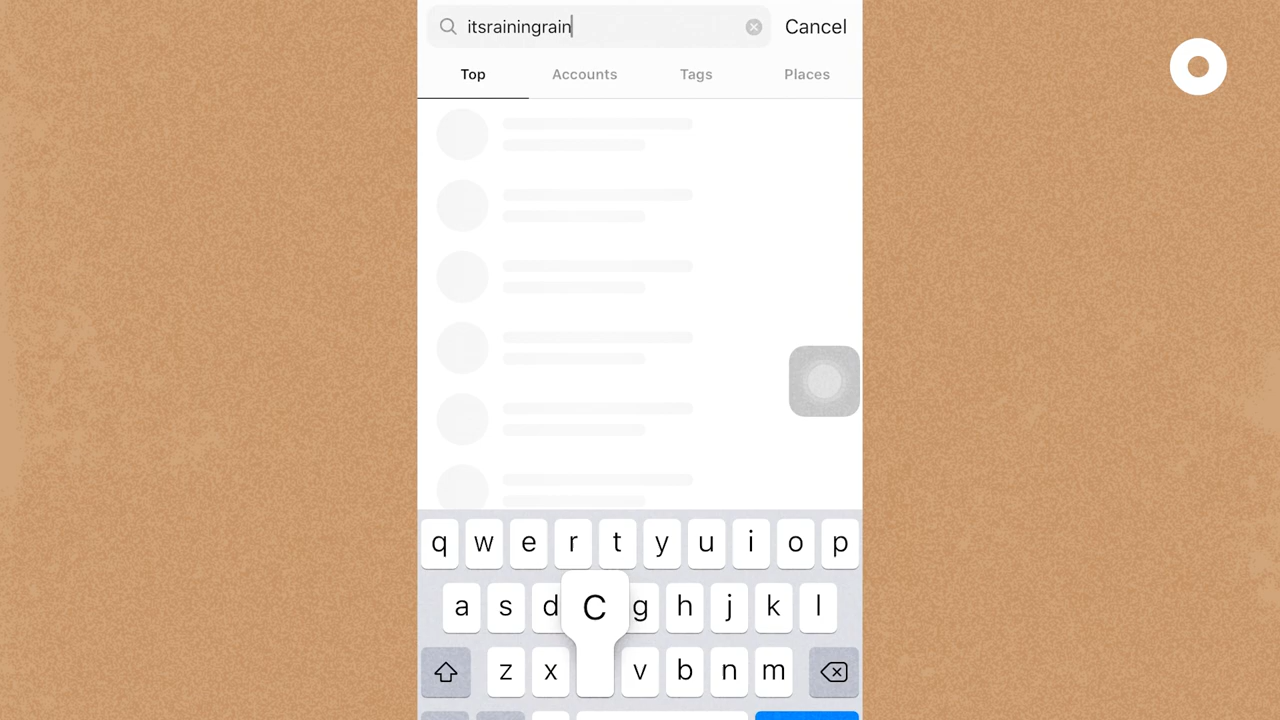 itsrainingrain
Cancel
Top Accounts Tags Places
q w e r t y u i o p
a s d C g h j k l
z x v b n m